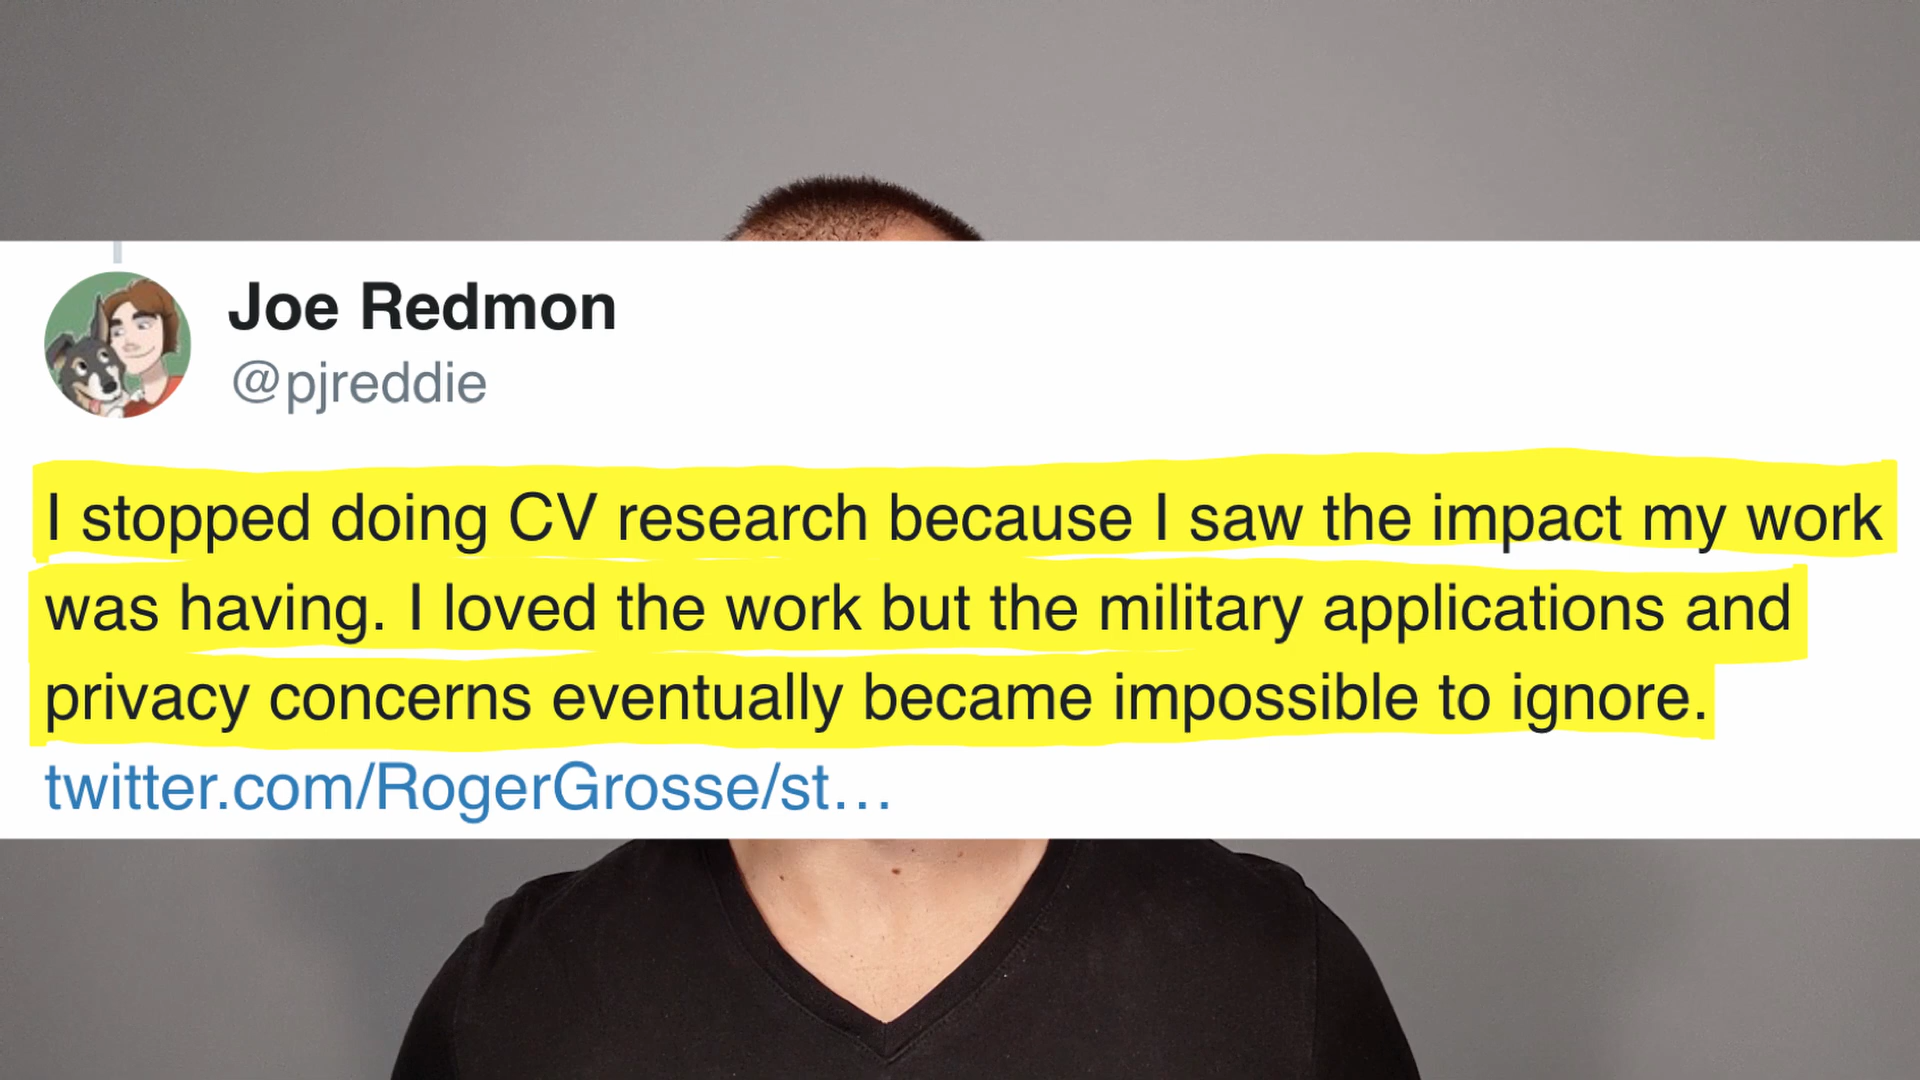 Joe Redmon
@pjreddie
I stopped doing CV research because I saw the impact my work
was having. I loved the work but the military applications and
privacy concerns eventually became impossible to ignore.
twitter.com/RogerGrosse/st…